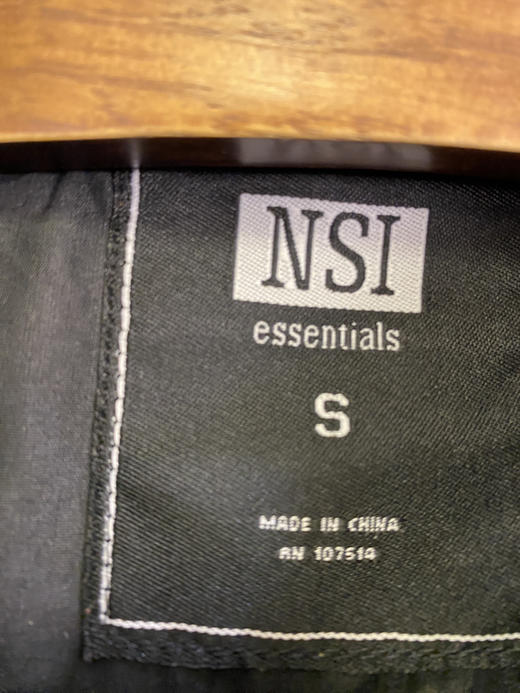 NSI
essentials
S
MADE IN CHINA
RN 107514